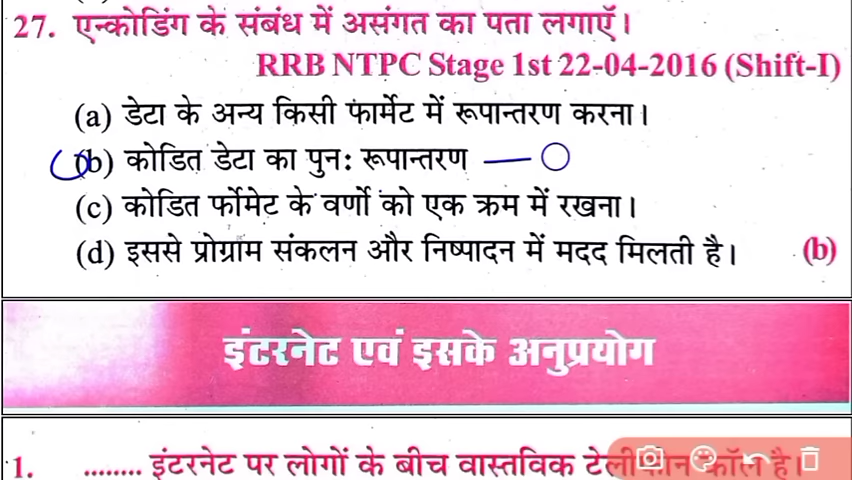 27. एन्कोडिंग के संबंध में असंगत का पता लगाएॅं।
RRB NTPC Stage 1st 22-04-2016 (Shift-I)
(a) डेटा के अन्य किसी फार्मेट में रूपान्तरण करना।
(b) कोडित डेटा का पुनः रूपान्तरण
(c) कोडित र्फोमेट के वर्णो को एक क्रम में रखना।
(d) इससे प्रोग्राम संकलन और निष्पादन में मदद मिलती है। (b)
इंटरनेट एवं इसके अनुप्रयोग
1. ........ इंटरनेट पर लोगों के बीच वास्तविक टेलीफोन कॉल है।